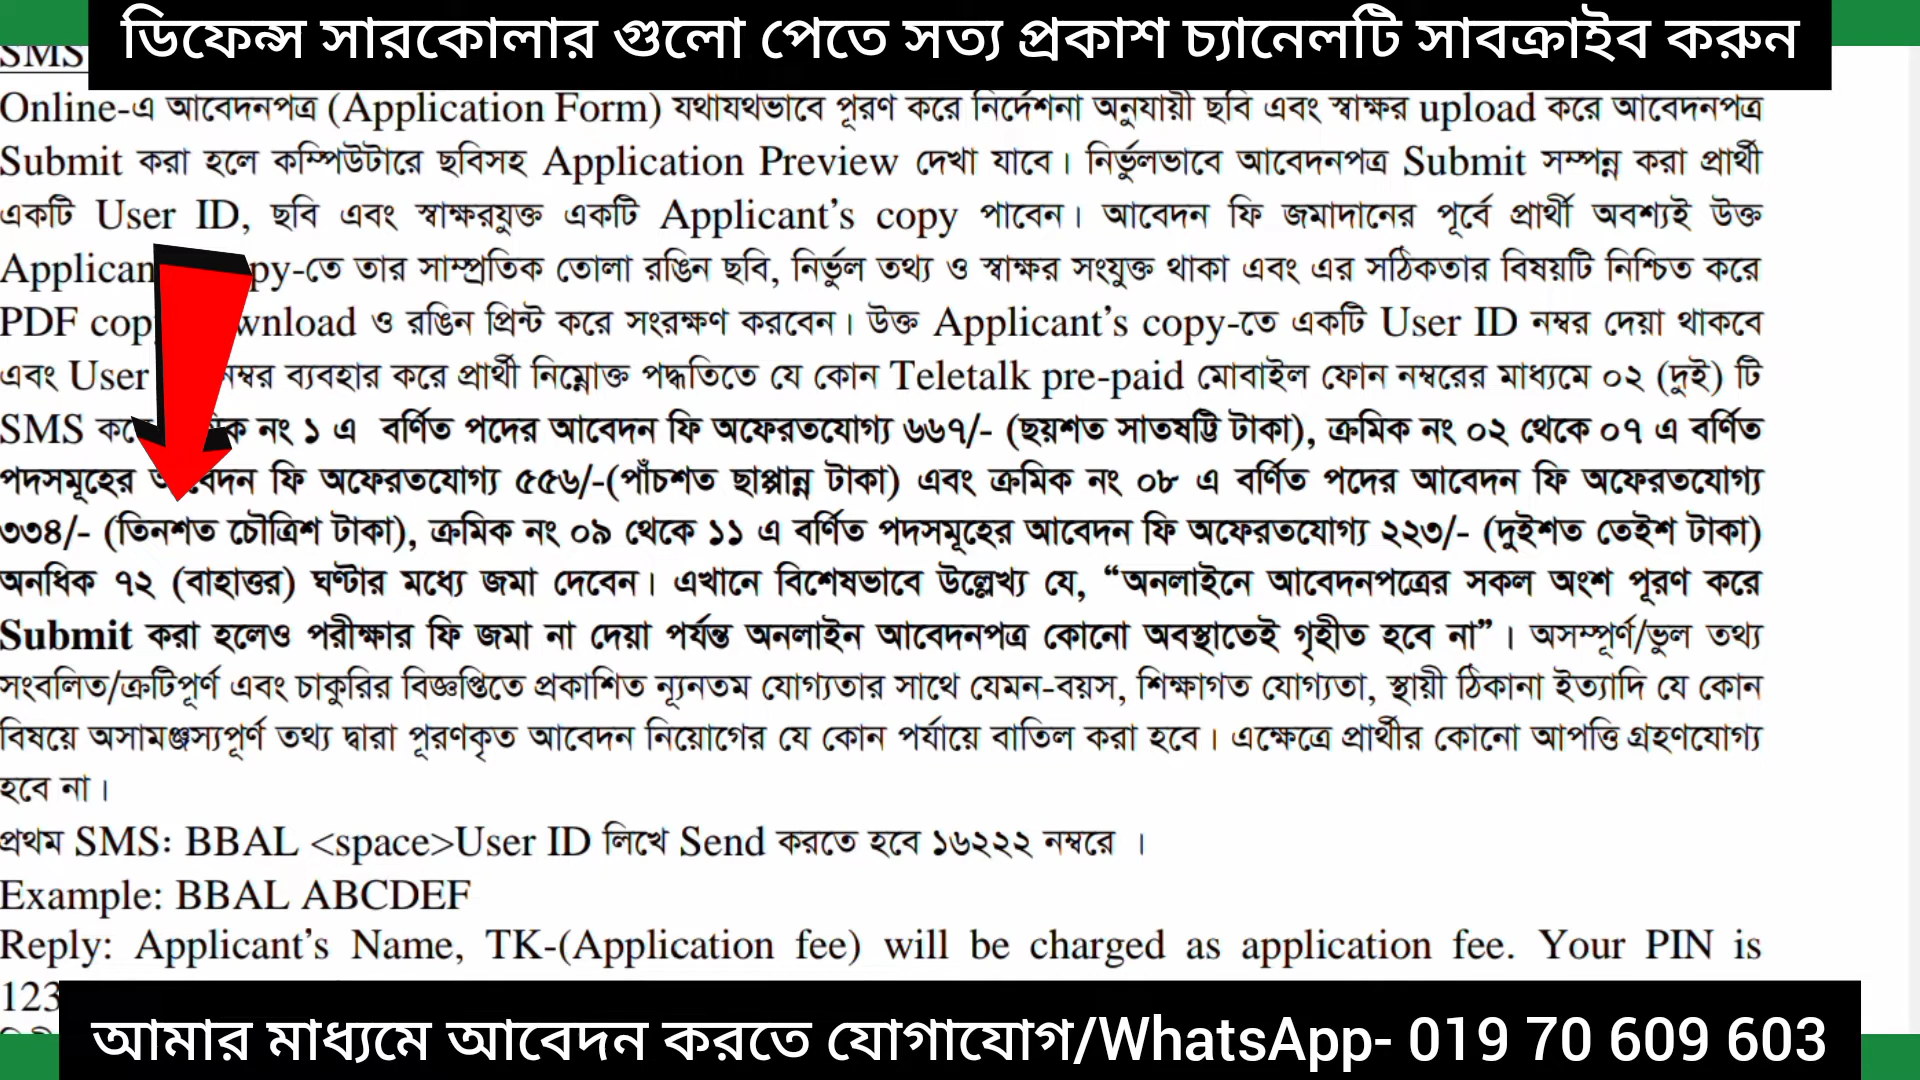 ডিফেন্স সারকোলার গুলো পেতে সত্য প্রকাশ চ্যানেলটি সাবক্রাইব করুন
SMS
Online-এ আবেদনপত্র (Application Form) যথাযথভাবে পূরণ করে নির্দেশনা অনুযায়ী ছবি এবং স্বাক্ষর upload করে আবেদনপত্র
Submit করা হলে কম্পিউটারে ছবিসহ Application Preview দেখা যাবে। নির্ভুলভাবে আবেদনপত্র Submit সম্পন্ন করা প্রার্থী
একটি User ID, ছবি এবং স্বাক্ষরযুক্ত একটি Applicant’s copy পাবেন। আবেদন ফি জমাদানের পূর্বে প্রার্থী অবশ্যই উক্ত
Applican py-তে তার সাম্প্রতিক তোলা রঙিন ছবি, নির্ভুল তথ্য ও স্বাক্ষর সংযুক্ত থাকা এবং এর সঠিকতার বিষয়টি নিশ্চিত করে
PDF cop wnload ও রঙিন প্রিন্ট করে সংরক্ষণ করবেন। উক্ত Applicant’s copy-তে একটি User ID নম্বর দেয়া থাকবে
এবং User নম্বর ব্যবহার করে প্রার্থী নিম্নোক্ত পদ্ধতিতে যে কোন Teletalk pre-paid মোবাইল ফোন নম্বরের মাধ্যমে ০২ (দুই) টি
SMS নং ১ এ বর্ণিত পদের আবেদন ফি অফেরতযোগ্য ৬৬৭/- (ছয়শত সাতষট্টি টাকা), ক্রমিক নং ০২ থেকে ০৭ এ বর্ণিত
পদসমূহের আবেদন ফি অফেরতযোগ্য ৫৫৬/-(পাঁচশত ছাপ্পান্ন টাকা) এবং ক্রমিক নং ০৮ এ বর্ণিত পদের আবেদন ফি অফেরতযোগ্য
৩৩৪/- (তিনশত চৌত্রিশ টাকা), ক্রমিক নং ০৯ থেকে ১১ এ বর্ণিত পদসমূহের আবেদন ফি অফেরতযোগ্য ২২৩/- (দুইশত তেইশ টাকা)
অনধিক ৭২ (বাহাত্তর) ঘণ্টার মধ্যে জমা দেবেন। এখানে বিশেষভাবে উল্লেখ্য যে, “অনলাইনে আবেদনপত্রের সকল অংশ পূরণ করে
Submit করা হলেও পরীক্ষার ফি জমা না দেয়া পর্যন্ত অনলাইন আবেদনপত্র কোনো অবস্থাতেই গৃহীত হবে না”। অসম্পূর্ণ/ভুল তথ্য
সংবলিত/ত্রুটিপূর্ণ এবং চাকুরির বিজ্ঞপ্তিতে প্রকাশিত ন্যূনতম যোগ্যতার সাথে যেমন-বয়স, শিক্ষাগত যোগ্যতা, স্থায়ী ঠিকানা ইত্যাদি যে কোন
বিষয়ে অসামঞ্জস্যপূর্ণ তথ্য দ্বারা পূরণকৃত আবেদন নিয়োগের যে কোন পর্যায়ে বাতিল করা হবে। এক্ষেত্রে প্রার্থীর কোনো আপত্তি গ্রহণযোগ্য
হবে না।
প্রথম SMS: BBAL <space>User ID লিখে Send করতে হবে ১৬২২২ নম্বরে ।
Example: BBAL ABCDEF
Reply: Applicant’s Name, TK-(Application fee) will be charged as application fee. Your PIN is
123
আমার মাধ্যমে আবেদন করতে যোগাযোগ/WhatsApp- 019 70 609 603